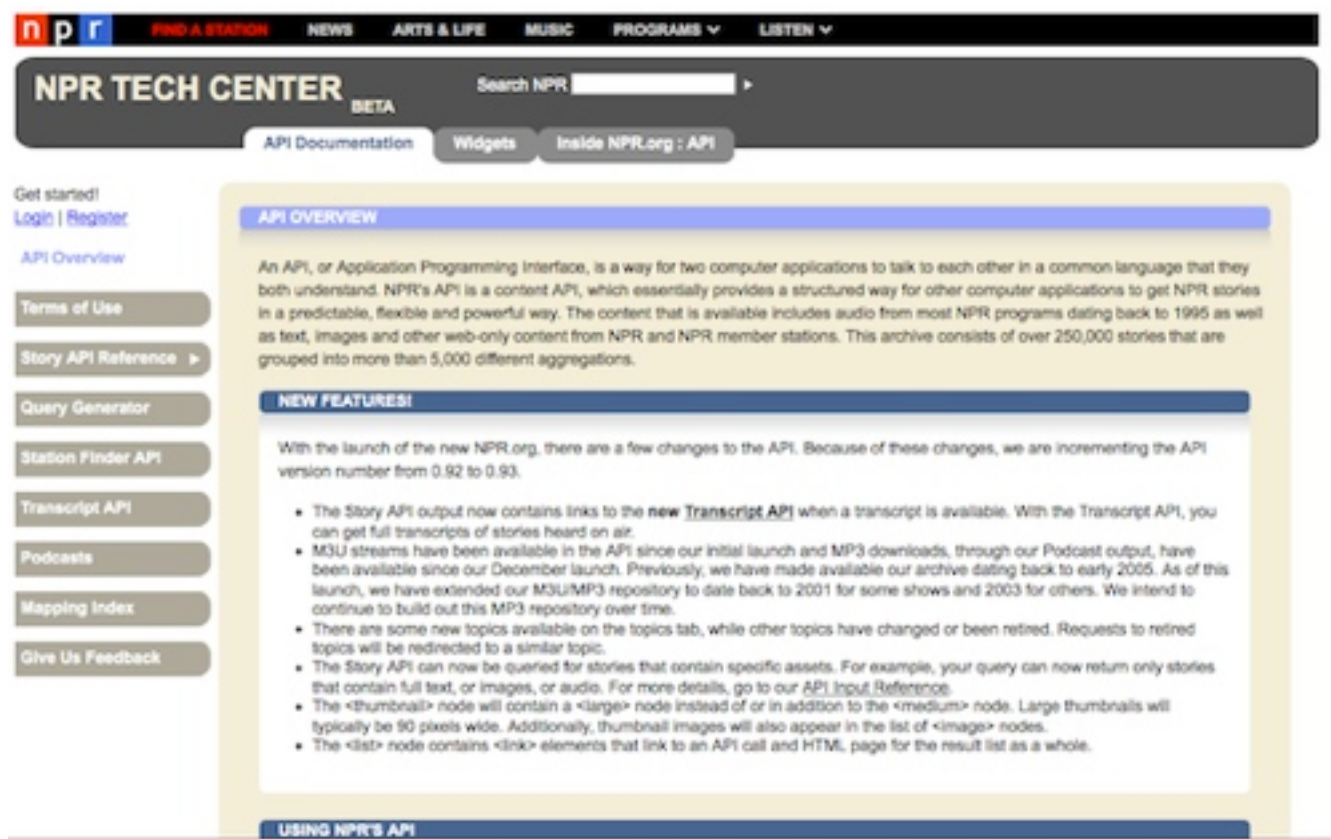 npr FIND A STATION NEWS ARTS & LIFE MUSIC PROGRAMS LISTEN
NPR TECH CENTER BETA
Search NPR
API Documentation Widgets Inside NPR.org : API
Get started!
Login | Register
API Overview
Terms of Use
Story API Reference
Query Generator
Station Finder API
Transcript API
Podcasts
Mapping Index
Give Us Feedback
API OVERVIEW
An API, or Application Programming Interface, is a way for two computer applications to talk to each other in a common language that they
both understand. NPR's API is a content API, which essentially provides a structured way for other computer applications to get NPR stories
in a predictable, flexible and powerful way. The content that is available includes audio from most NPR programs dating back to 1995 as well
as text, images and other web-only content from NPR and NPR member stations. This archive consists of over 250,000 stories that are
grouped into more than 5,000 different aggregations.
NEW FEATURES!
With the launch of the new NPR.org, there are a few changes to the API. Because of these changes, we are incrementing the API
version number from 0.92 to 0.93.
• The Story API output now contains links to the new Transcript API when a transcript is available. With the Transcript API, you
can get full transcripts of stories heard on air.
• M3U streams have been available in the API since our initial launch and MP3 downloads, through our Podcast output, have
been available since our December launch. Previously, we have made available our archive dating back to early 2005. As of this
launch, we have extended our M3U/MP3 repository to date back to 2001 for some shows and 2003 for others. We intend to
continue to build out this MP3 repository over time.
• There are some new topics available on the topics tab, while other topics have changed or been retired. Requests to retired
topics will be redirected to a similar topic.
• The Story API can now be queried for stories that contain specific assets. For example, your query can now return only stories
that contain full text, or images, or audio. For more details, go to our API Input Reference.
• The <thumbnail> node will contain a <large> node instead of or in addition to the <medium> node. Large thumbnails will
typically be 90 pixels wide. Additionally, thumbnail images will also appear in the list of <image> nodes.
• The <list> node contains <link> elements that link to an API call and HTML page for the result list as a whole.
USING NPR'S API